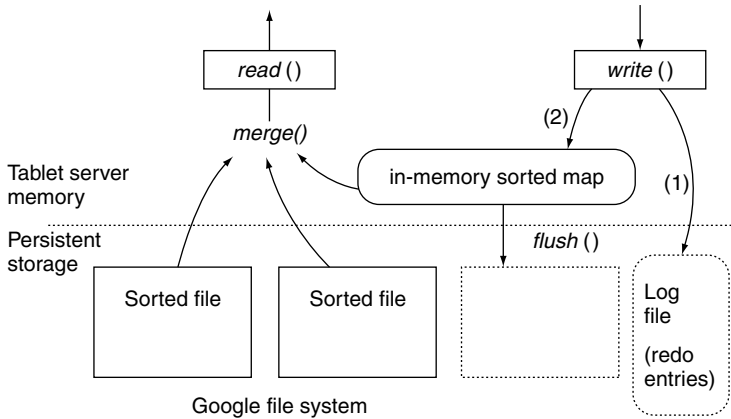 read ()
write ()
merge()
(2)
in-memory sorted map
(1)
Tablet server
memory
Persistent
storage
flush ()
Sorted file
Sorted file
Log
file
(redo
entries)
Google file system